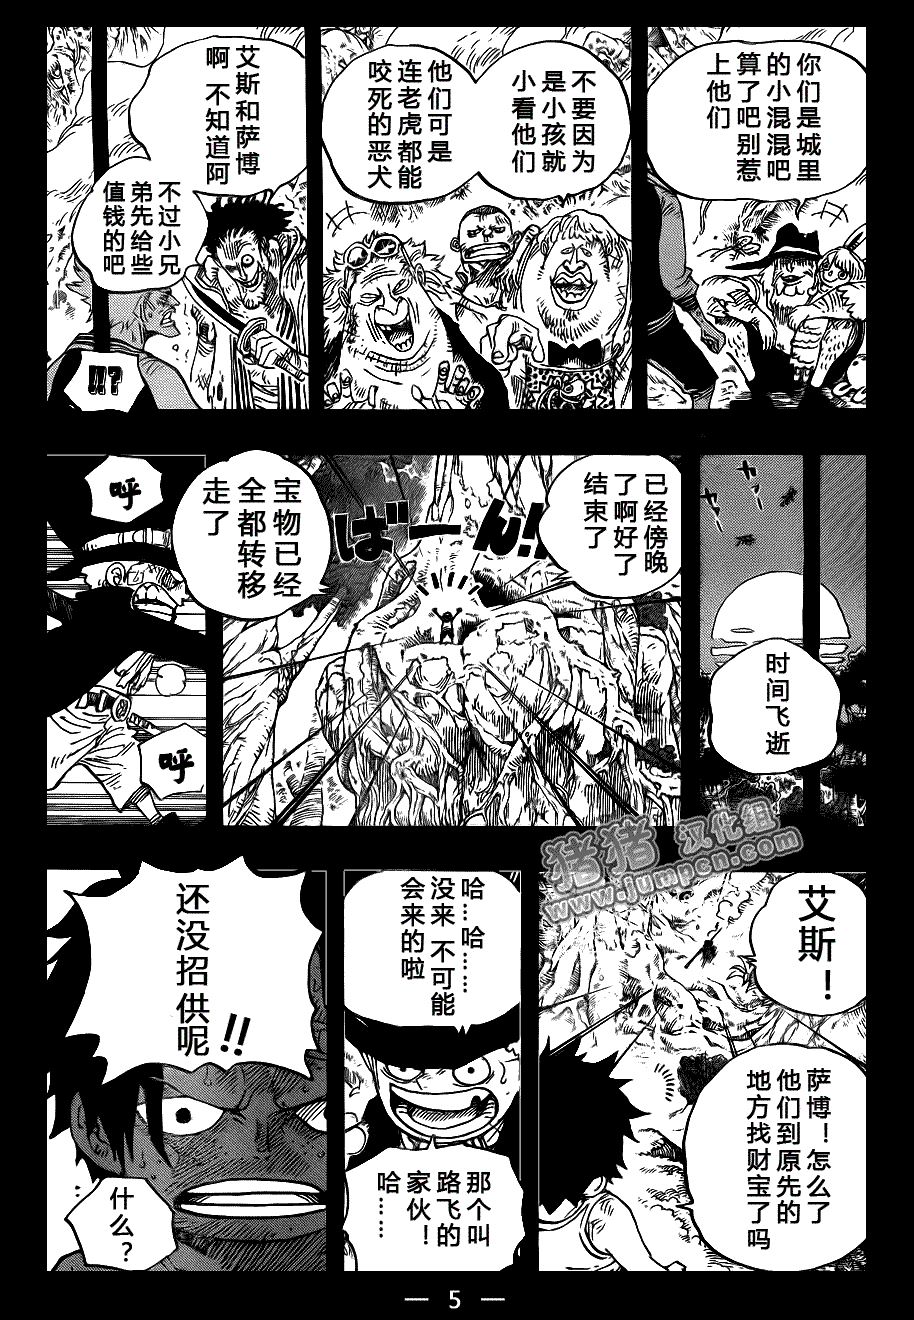 你们是城里
的小混混吧
算了吧别惹
上他们
不要因为
是小孩就
小看他们
他们可是
连老虎都能
咬死的恶犬
艾斯和萨博
啊 不知道阿
不过小兄
弟先给些
值钱的吧
!!?
时间飞逝
已经傍晚
了啊好了
结束了
ばーん!!
宝物已经
全都转移
走了
呼
呼
艾斯！
萨博！怎么了
他们到原先的
地方找财宝了吗
哈…哈……
没来 不可能
会来的啦
那个叫
路飞的
家伙！
哈……
还没招供呢!!
什么？
猪猪汉化组
www.jumpcn.com
— 5 —